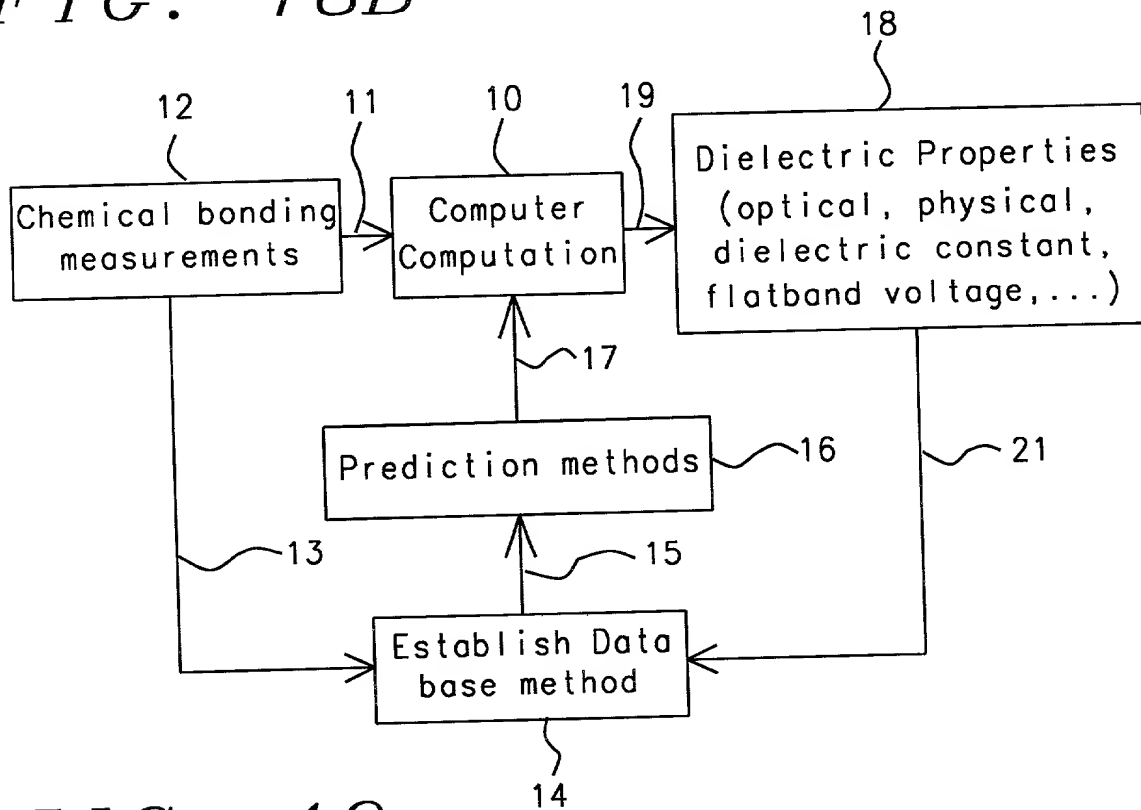 12
11
10
19
18
Chemical bonding
measurements
Computer
Computation
Dielectric Properties
(optical, physical,
dielectric constant,
flatband voltage,...)
17
Prediction methods
16
21
13
15
Establish Data
base method
14